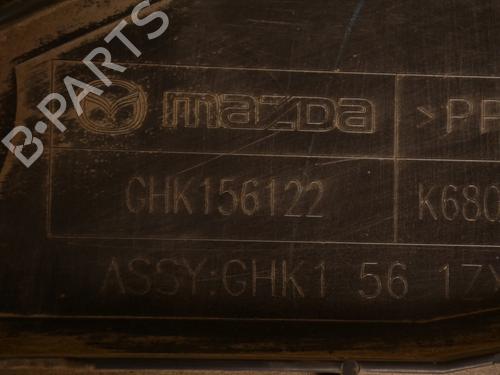 B-PARTS
mazda >PP
GHK156122 K680
ASSY:GHK1 56 1ZX